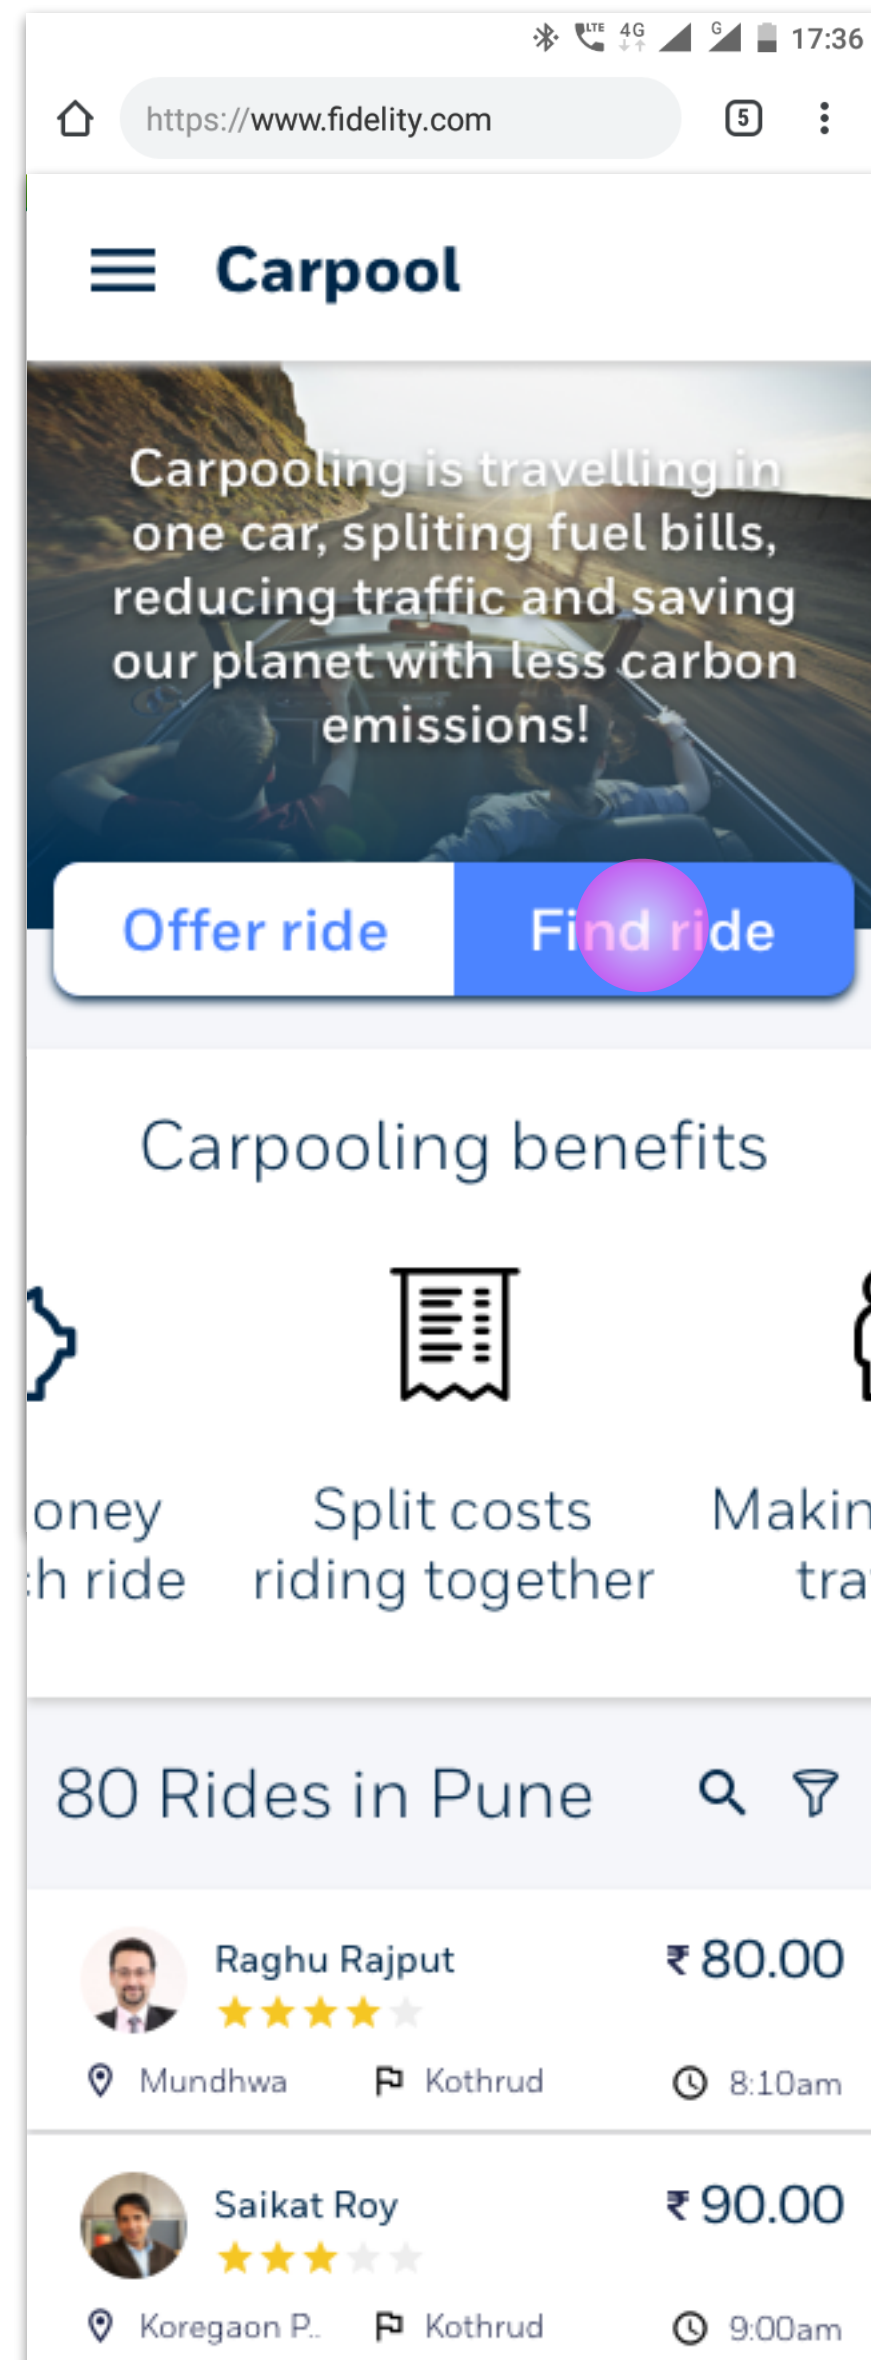 LTE 4G G 17:36
https://www.fidelity.com 5
Carpool
Carpooling is travelling in
one car, spliting fuel bills,
reducing traffic and saving
our planet with less carbon
emissions!
Offer ride Find ride
Carpooling benefits
oney Split costs Makin
h ride riding together tra
80 Rides in Pune
Raghu Rajput ₹ 80.00
Mundhwa Kothrud 8:10am
Saikat Roy ₹ 90.00
Koregaon P.. Kothrud 9:00am